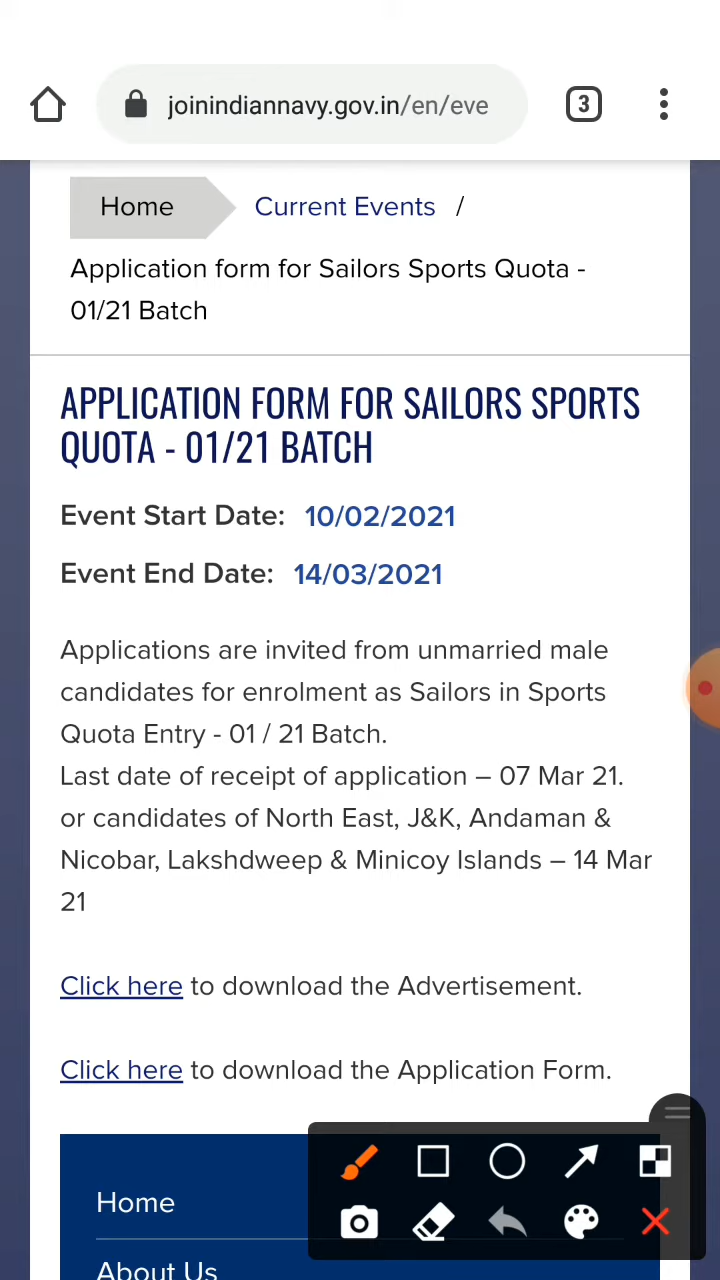 joinindiannavy.gov.in/en/eve
3
Home
Current Events /
Application form for Sailors Sports Quota -
01/21 Batch
APPLICATION FORM FOR SAILORS SPORTS
QUOTA - 01/21 BATCH
Event Start Date: 10/02/2021
Event End Date: 14/03/2021
Applications are invited from unmarried male
candidates for enrolment as Sailors in Sports
Quota Entry - 01 / 21 Batch.
Last date of receipt of application – 07 Mar 21.
or candidates of North East, J&K, Andaman &
Nicobar, Lakshdweep & Minicoy Islands – 14 Mar
21
Click here to download the Advertisement.
Click here to download the Application Form.
Home
About Us